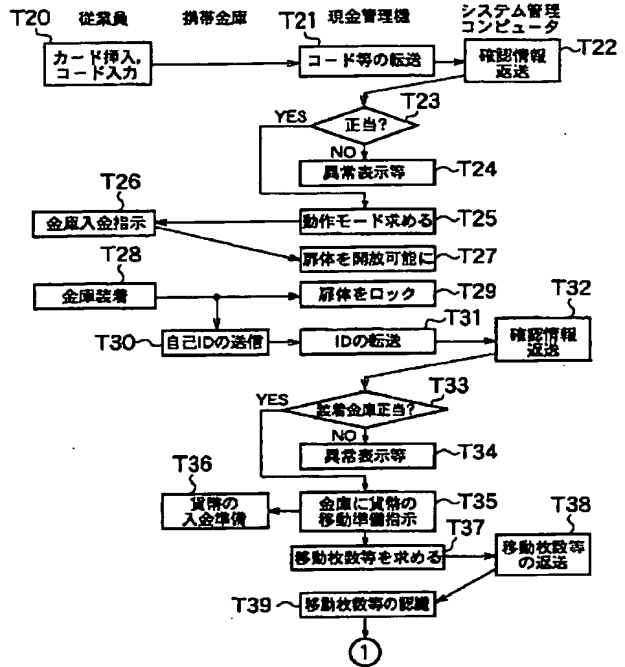 従業員 携帯金庫 現金管理機 システム管理
コンピュータ
T20 T21 T22
カード挿入,
コード入力
コード等の転送
確認情報
返送
T23
YES 正当?
NO
異常表示等 T24
T26
金庫入金指示
動作モード求める T25
扉体を開放可能に T27
T28
金庫装着
扉体をロック T29
T32
T30 自己IDの送信
T31
IDの転送
確認情報
返送
T33
YES 装着金庫正当?
NO
異常表示等 T34
T36
貨幣の
入金準備
金庫に貨幣の
移動準備指示
T35
T37
移動枚数等を求める
T38
移動枚数等
の返送
T39 移動枚数等の認識
1